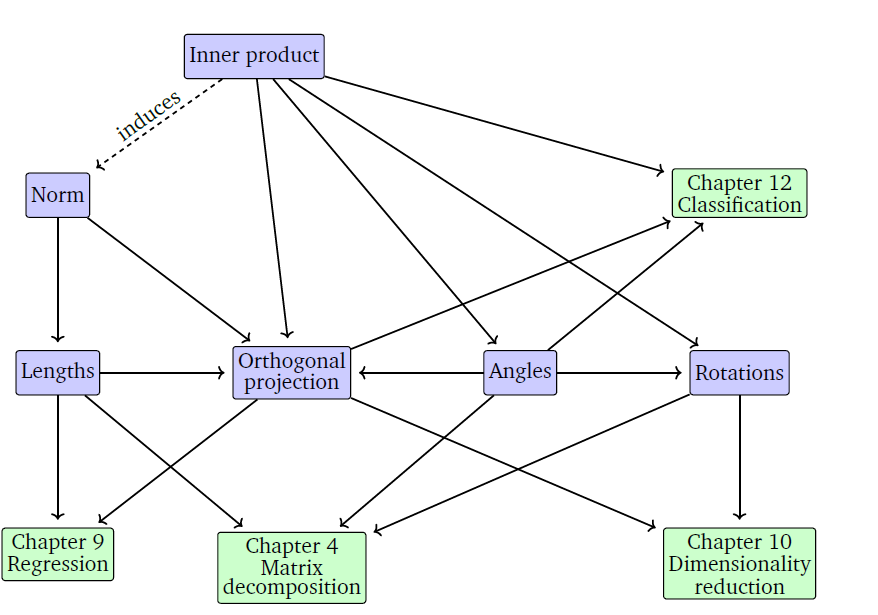 Inner product
induces
Norm
Chapter 12
Classification
Lengths
Orthogonal
projection
Angles
Rotations
Chapter 9
Regression
Chapter 4
Matrix
decomposition
Chapter 10
Dimensionality
reduction